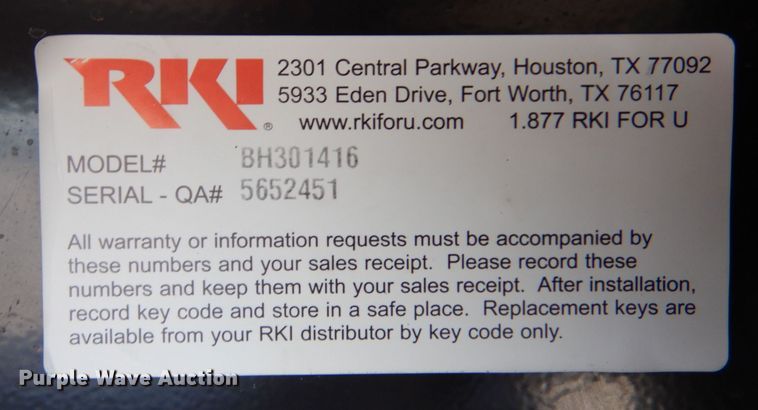 RKI® 2301 Central Parkway, Houston, TX 77092
5933 Eden Drive, Fort Worth, TX 76117
www.rkiforu.com 1.877 RKI FOR U
MODEL# BH301416
SERIAL - QA# 5652451
All warranty or information requests must be accompanied by
these numbers and your sales receipt. Please record these
numbers and keep them with your sales receipt. After installation,
record key code and store in a safe place. Replacement keys are
available from your RKI distributor by key code only.
Purple Wave Auction